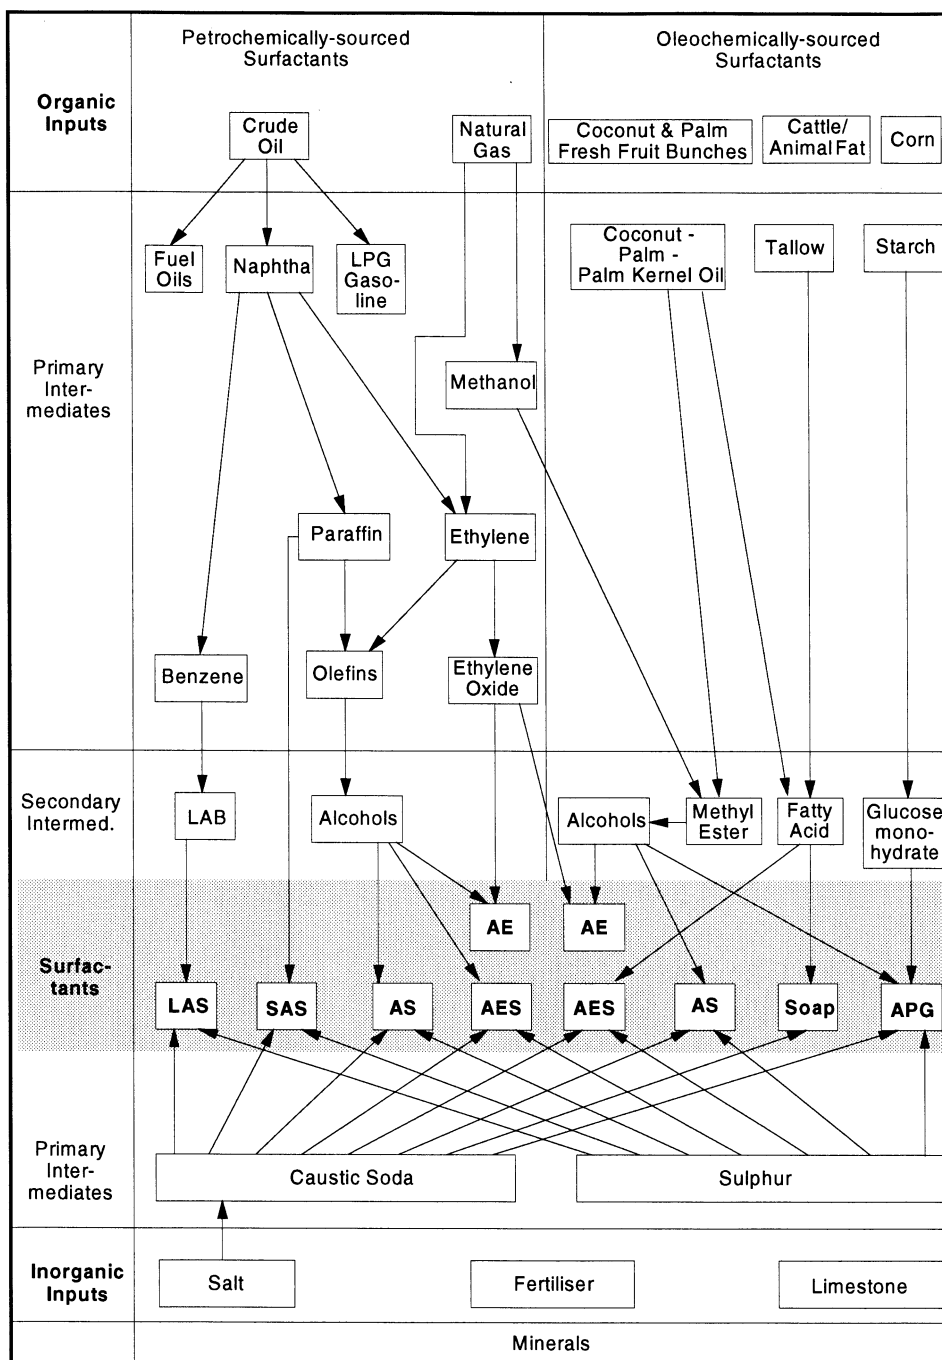 Petrochemically-sourced
Surfactants
Oleochemically-sourced
Surfactants
Organic
Inputs
Crude
Oil
Natural
Gas
Coconut & Palm
Fresh Fruit Bunches
Cattle/
Animal Fat
Corn
Primary
Inter-
mediates
Fuel
Oils
Naphtha
LPG
Gaso-
line
Coconut -
Palm -
Palm Kernel Oil
Tallow
Starch
Methanol
Paraffin
Ethylene
Benzene
Olefins
Ethylene
Oxide
Secondary
Intermed.
LAB
Alcohols
Alcohols
Methyl
Ester
Fatty
Acid
Glucose
mono-
hydrate
Surfac-
tants
AE
AE
LAS
SAS
AS
AES
AES
AS
Soap
APG
Primary
Inter-
mediates
Caustic Soda
Sulphur
Inorganic
Inputs
Salt
Fertiliser
Limestone
Minerals